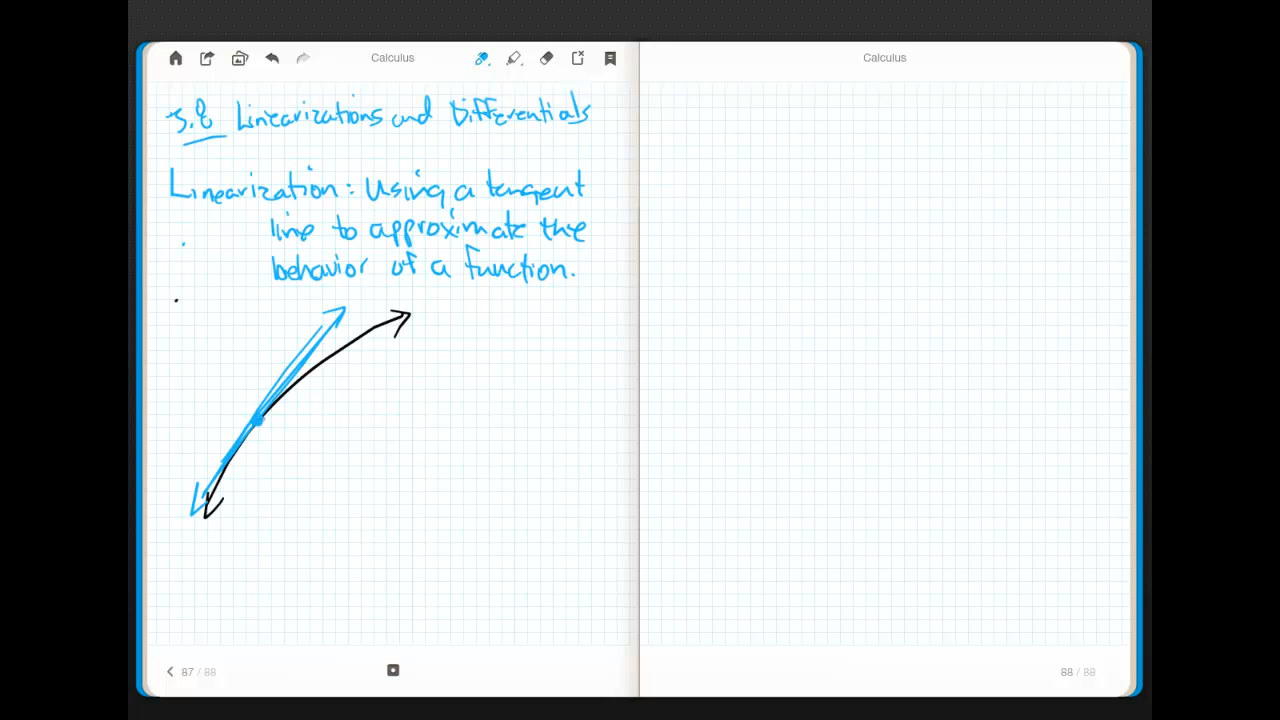 Calculus
Calculus
3.8 Linearizations and Differentials
Linearization: Using a tangent
line to approximate the
behavior of a function.
87 / 88
88 / 88